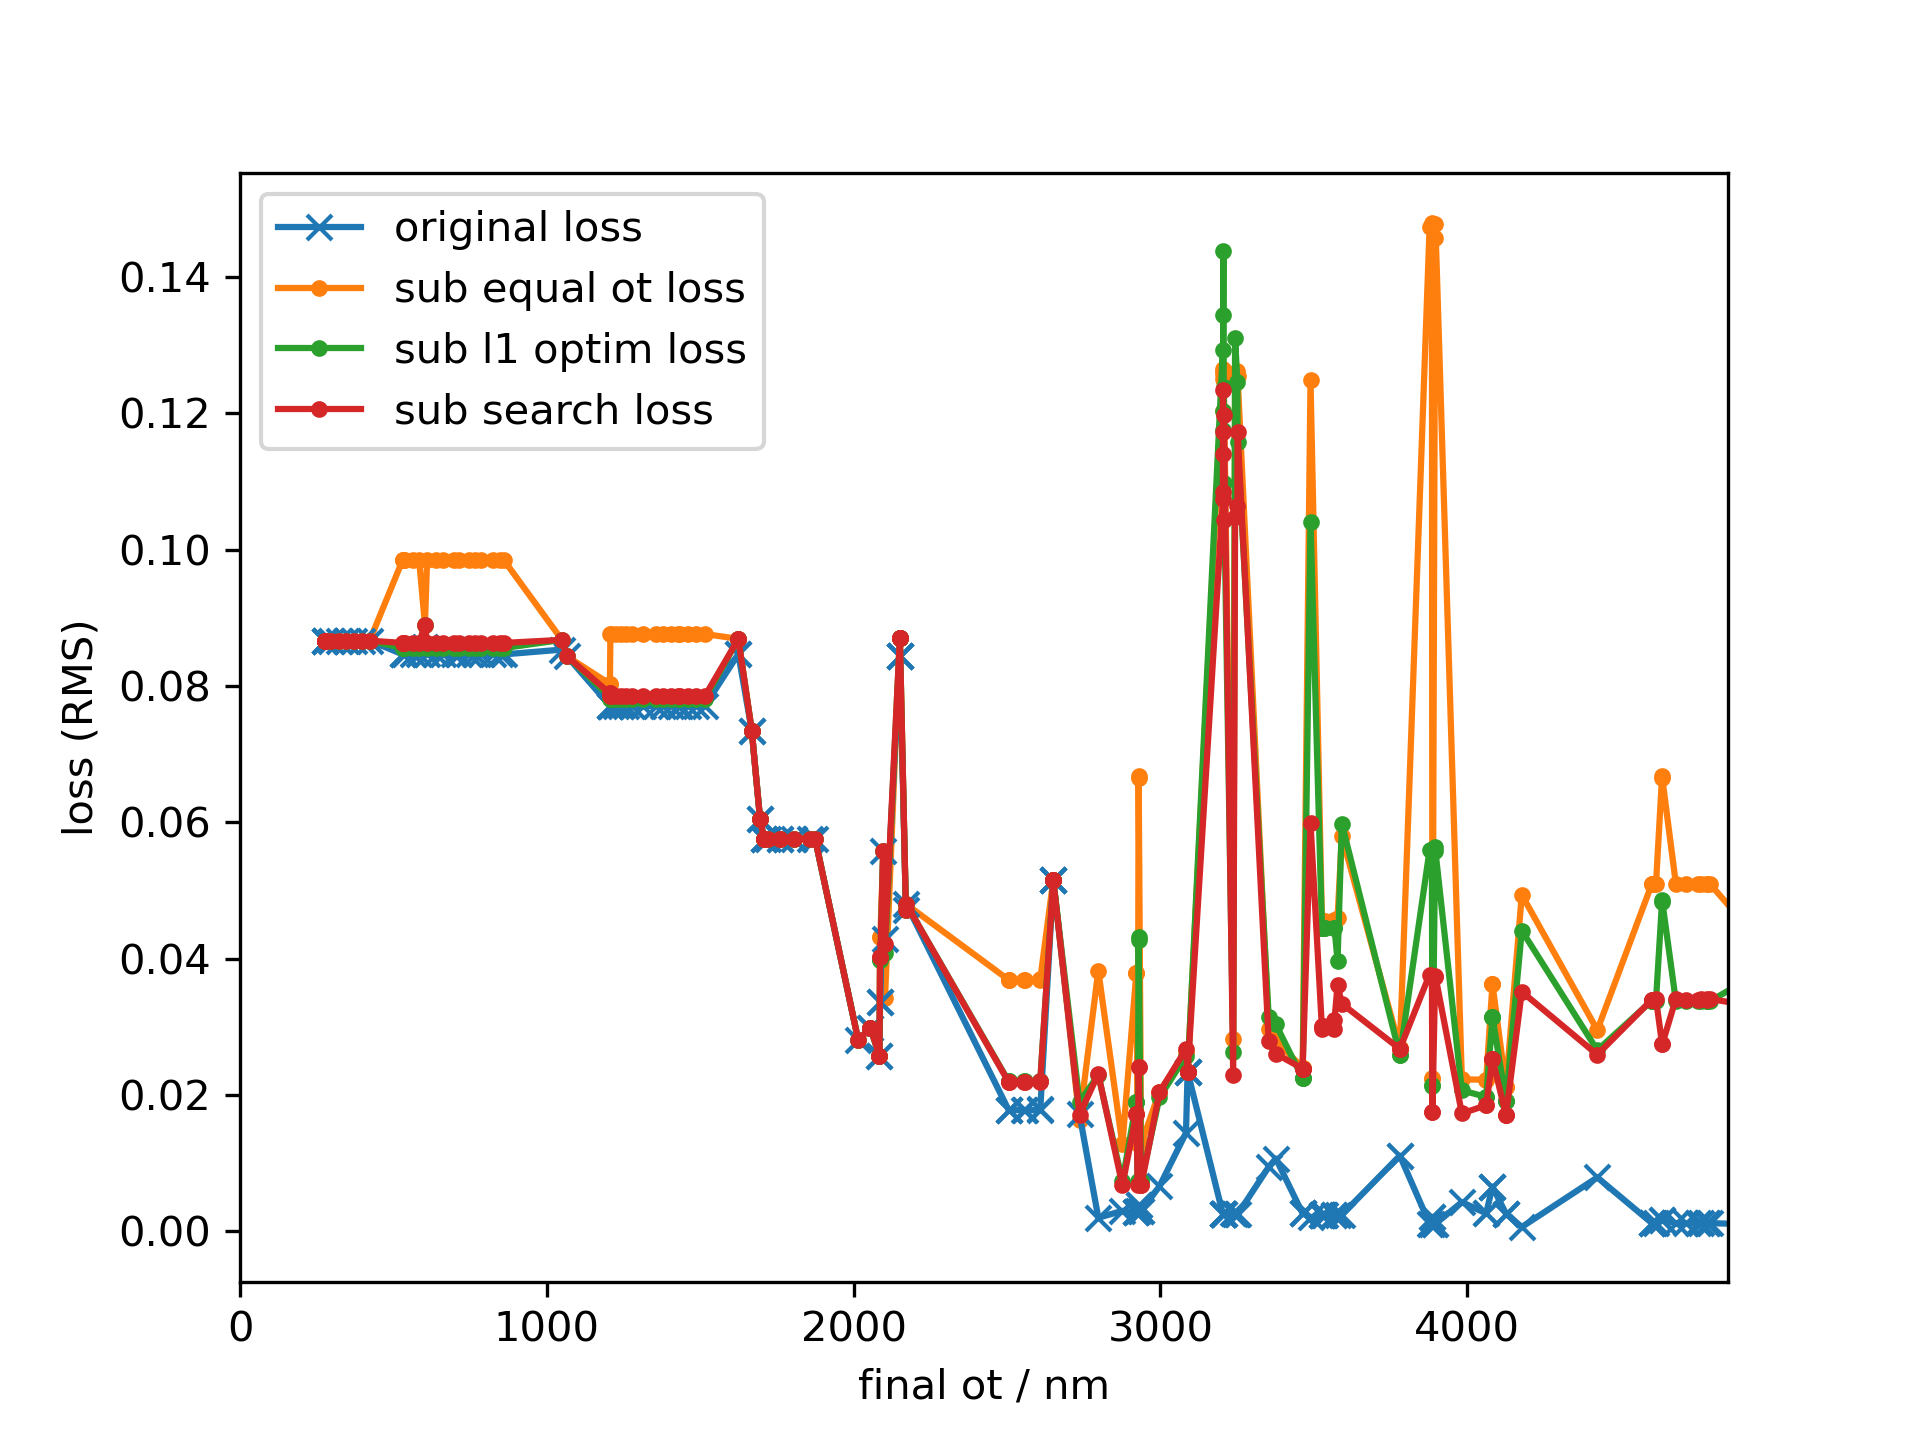 original loss
sub equal ot loss
sub l1 optim loss
sub search loss
0.14
0.12
0.10
0.08
0.06
0.04
0.02
0.00
loss (RMS)
0
1000
2000
3000
4000
final ot / nm